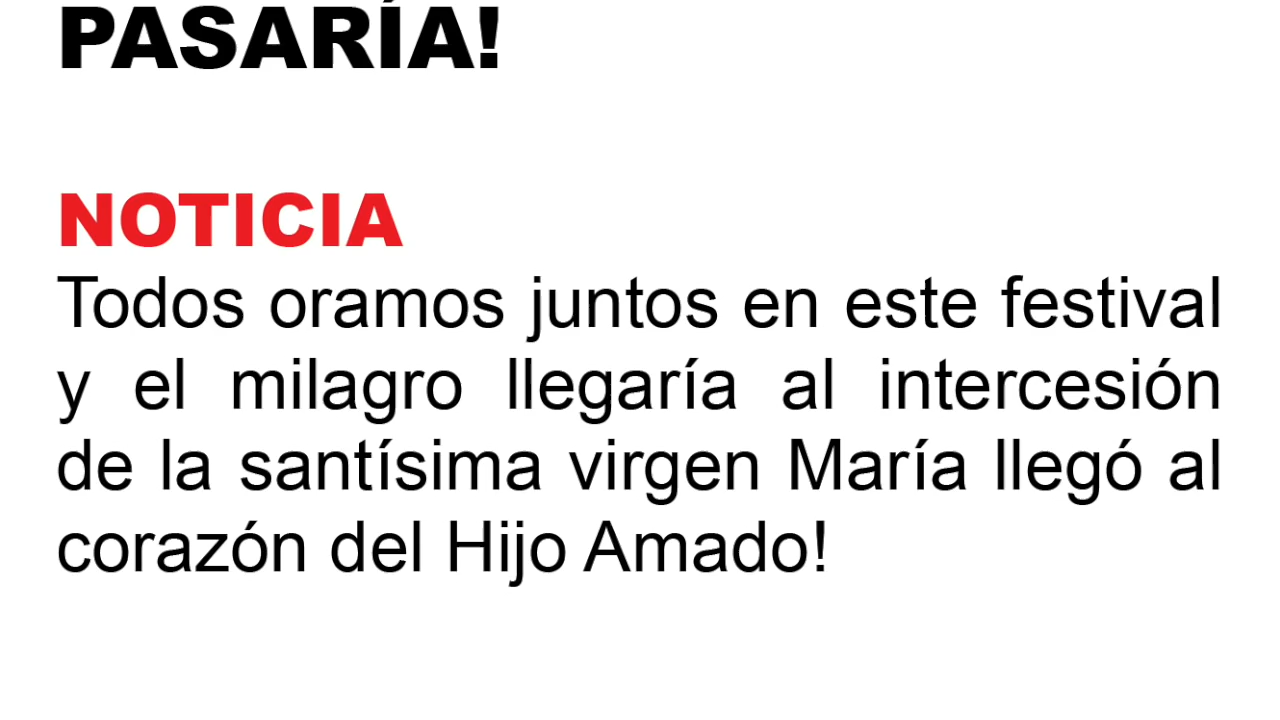 PASARÍA!
NOTICIA
Todos oramos juntos en este festival
y el milagro llegaría al intercesión
de la santísima virgen María llegó al
corazón del Hijo Amado!